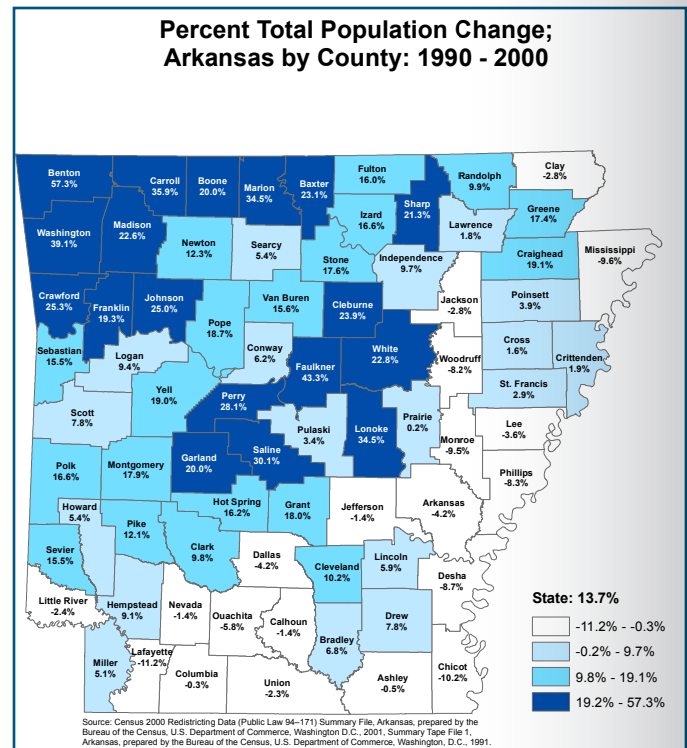 Percent Total Population Change;
Arkansas by County: 1990 - 2000
Benton
57.3%
Carroll
35.9%
Boone
20.0%
Marion
34.5%
Baxter
23.1%
Fulton
16.0%
Randolph
9.9%
Clay
-2.8%
Washington
39.1%
Madison
22.6%
Newton
12.3%
Searcy
5.4%
Stone
17.6%
Izard
16.6%
Sharp
21.3%
Lawrence
1.8%
Greene
17.4%
Independence
9.7%
Craighead
19.1%
Mississippi
-9.6%
Crawford
25.3%
Franklin
19.3%
Johnson
25.0%
Pope
18.7%
Van Buren
15.6%
Cleburne
23.9%
Jackson
-2.8%
Poinsett
3.9%
Sebastian
15.5%
Logan
9.4%
Conway
6.2%
White
22.8%
Woodruff
-8.2%
Cross
1.6%
Crittenden
1.9%
Faulkner
43.3%
St. Francis
2.9%
Scott
7.8%
Yell
19.0%
Perry
28.1%
Pulaski
3.4%
Lonoke
34.5%
Prairie
0.2%
Monroe
-9.5%
Lee
-3.6%
Phillips
-8.3%
Polk
16.6%
Montgomery
17.9%
Garland
20.0%
Saline
30.1%
Hot Spring
16.2%
Grant
18.0%
Jefferson
-1.4%
Arkansas
-4.2%
Howard
5.4%
Pike
12.1%
Clark
9.8%
Dallas
-4.2%
Cleveland
10.2%
Lincoln
5.9%
Desha
-8.7%
Sevier
15.5%
Little River
-2.4%
Hempstead
9.1%
Nevada
-1.4%
Ouachita
-5.8%
Calhoun
-1.4%
Bradley
6.8%
Drew
7.8%
Miller
5.1%
Lafayette
-11.2%
Columbia
-0.3%
Union
-2.3%
Ashley
-0.5%
Chicot
-10.2%
State: 13.7%
-11.2% - -0.3%
-0.2% - 9.7%
9.8% - 19.1%
19.2% - 57.3%
Source: Census 2000 Redistricting Data (Public Law 94–171) Summary File, Arkansas, prepared by the
Bureau of the Census, U.S. Department of Commerce, Washington D.C., 2001, Summary Tape File 1,
Arkansas, prepared by the Bureau of the Census, U.S. Department of Commerce, Washington, D.C., 1991.